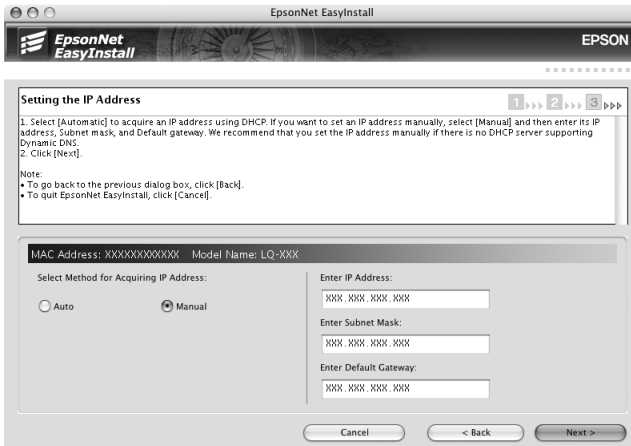 EpsonNet EasyInstall
EpsonNet
EasyInstall
EPSON
Setting the IP Address
1 2 3
1. Select [Automatic] to acquire an IP address using DHCP. If you want to set an IP address manually, select [Manual] and then enter its IP
address, Subnet mask, and Default gateway. We recommend that you set the IP address manually if there is no DHCP server supporting
Dynamic DNS.
2. Click [Next].
Note:
• To go back to the previous dialog box, click [Back].
• To quit EpsonNet EasyInstall, click [Cancel].
MAC Address: XXXXXXXXXXXX Model Name: LQ-XXX
Select Method for Acquiring IP Address:
Auto
Manual
Enter IP Address:
XXX.XXX.XXX.XXX
Enter Subnet Mask:
XXX.XXX.XXX.XXX
Enter Default Gateway:
XXX.XXX.XXX.XXX
Cancel
< Back
Next >